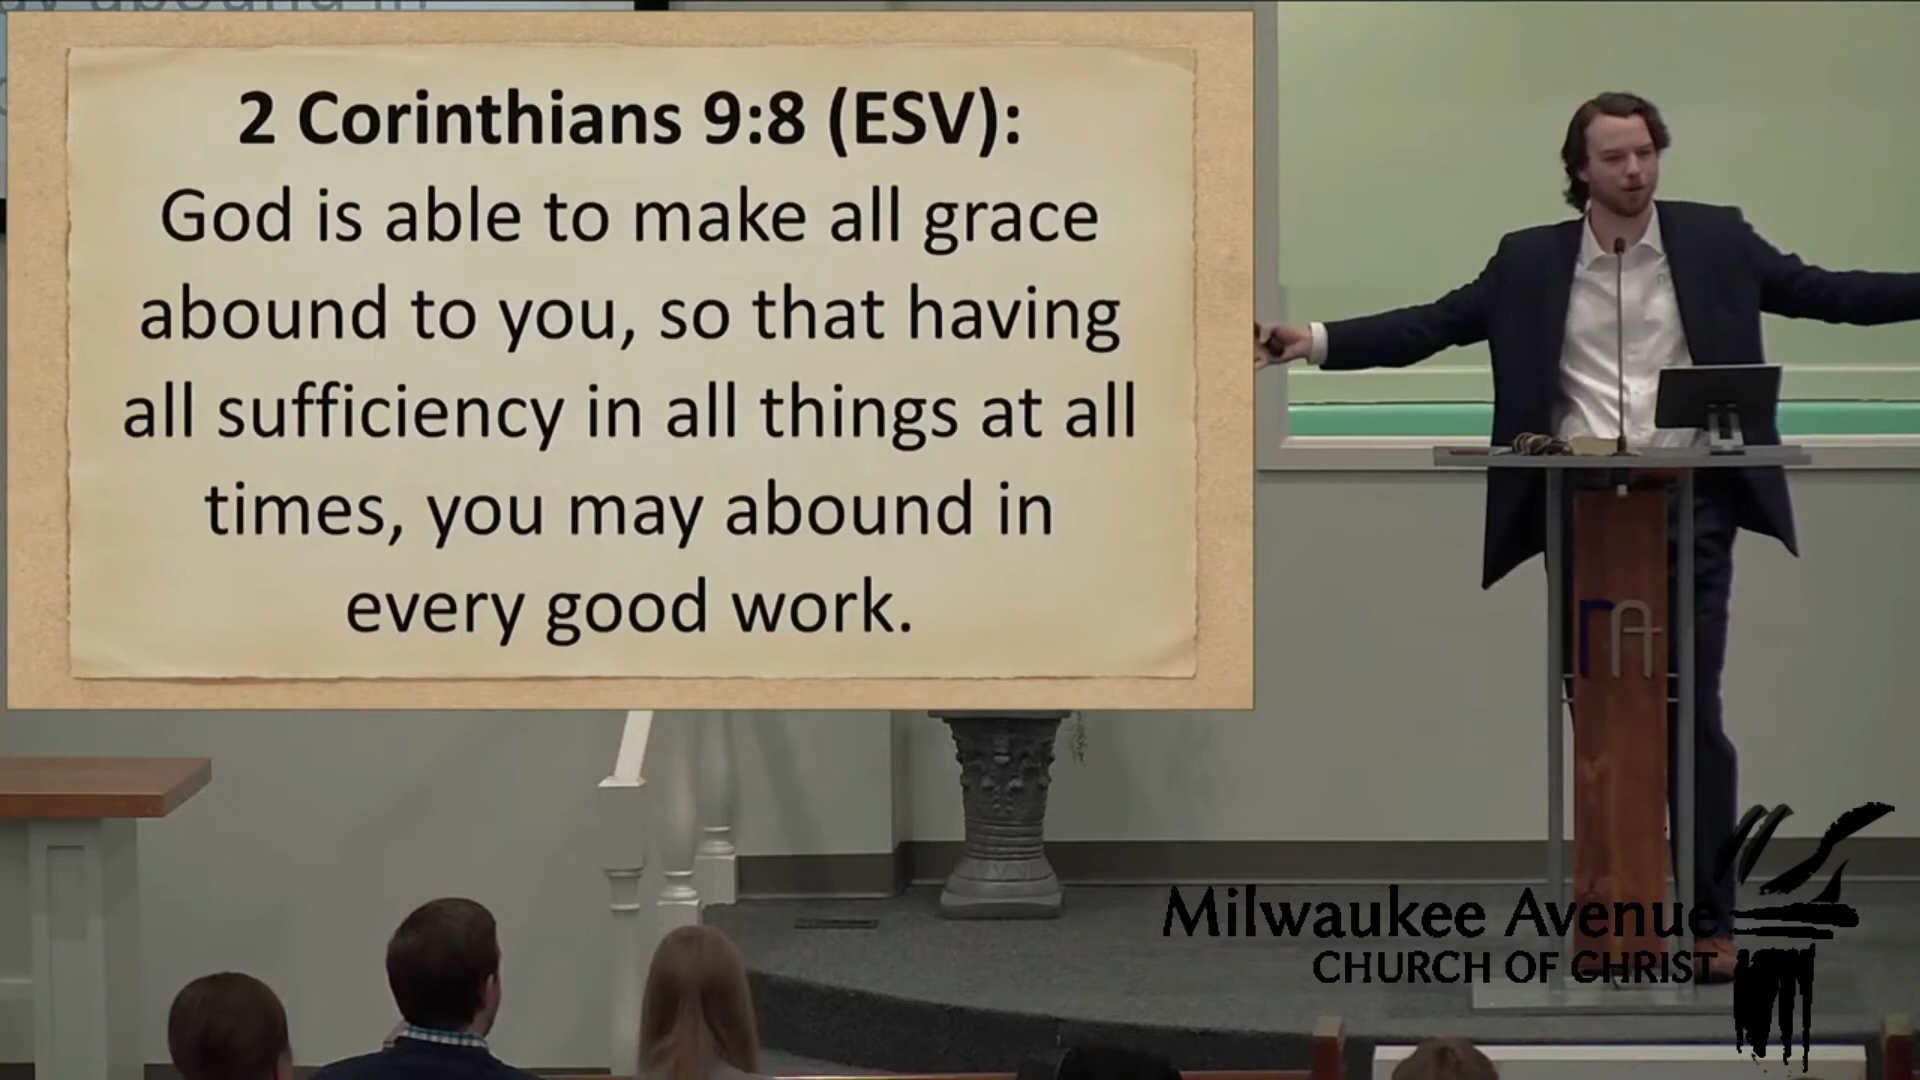 2 Corinthians 9:8 (ESV):
God is able to make all grace
abound to you, so that having
all sufficiency in all things at all
times, you may abound in
every good work.
Milwaukee Avenue
CHURCH OF CHRIST